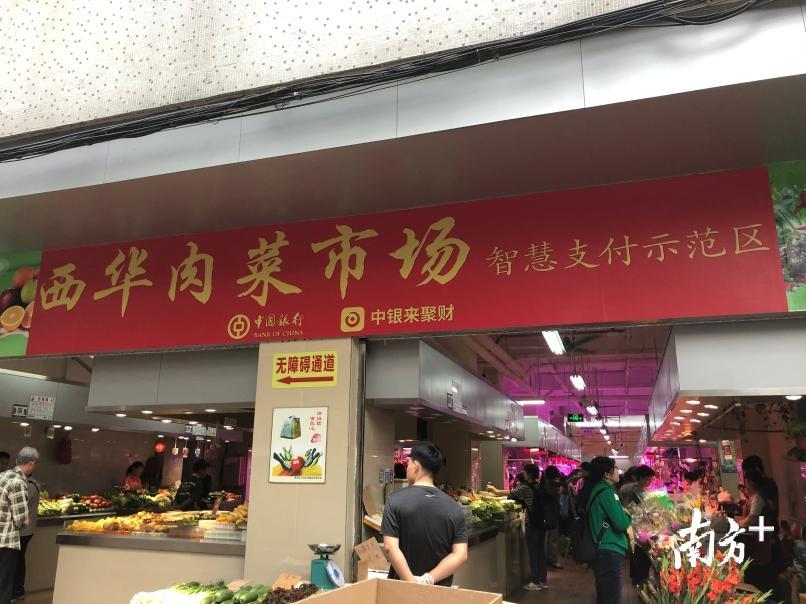 西华肉菜市场 智慧支付示范区
中国银行 中银来聚财
BANK OF CHINA
无障碍通道
南方+